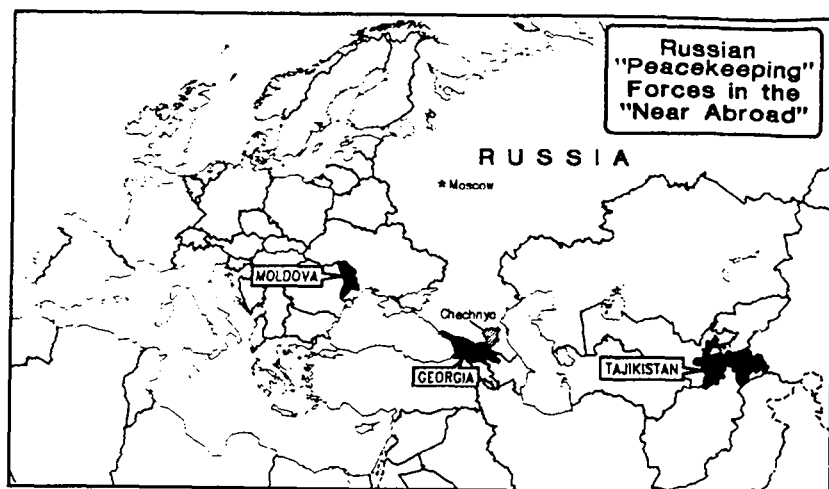 Russian
"Peacekeeping"
Forces in the
"Near Abroad"
RUSSIA
* Moscow
MOLDOVA
Chechnya
GEORGIA
TAJIKISTAN